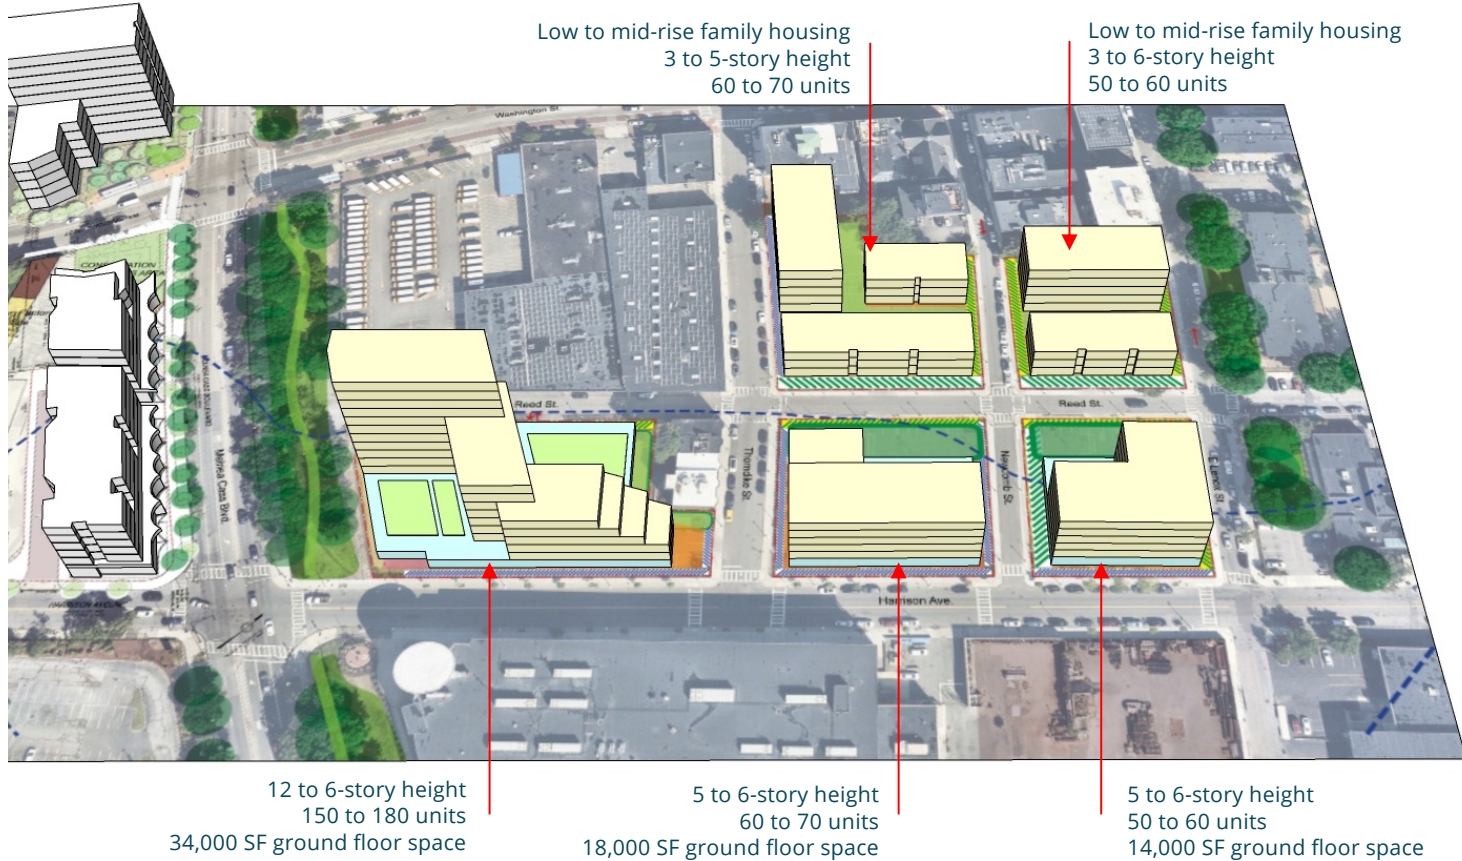 Low to mid-rise family housing
3 to 5-story height
60 to 70 units
Low to mid-rise family housing
3 to 6-story height
50 to 60 units
Washington St.
Reed St.
Reed St.
Melnea Cass Blvd.
Thorndike St.
Newcomb St.
E Lenox St.
Harrison Ave.
12 to 6-story height
150 to 180 units
34,000 SF ground floor space
5 to 6-story height
60 to 70 units
18,000 SF ground floor space
5 to 6-story height
50 to 60 units
14,000 SF ground floor space